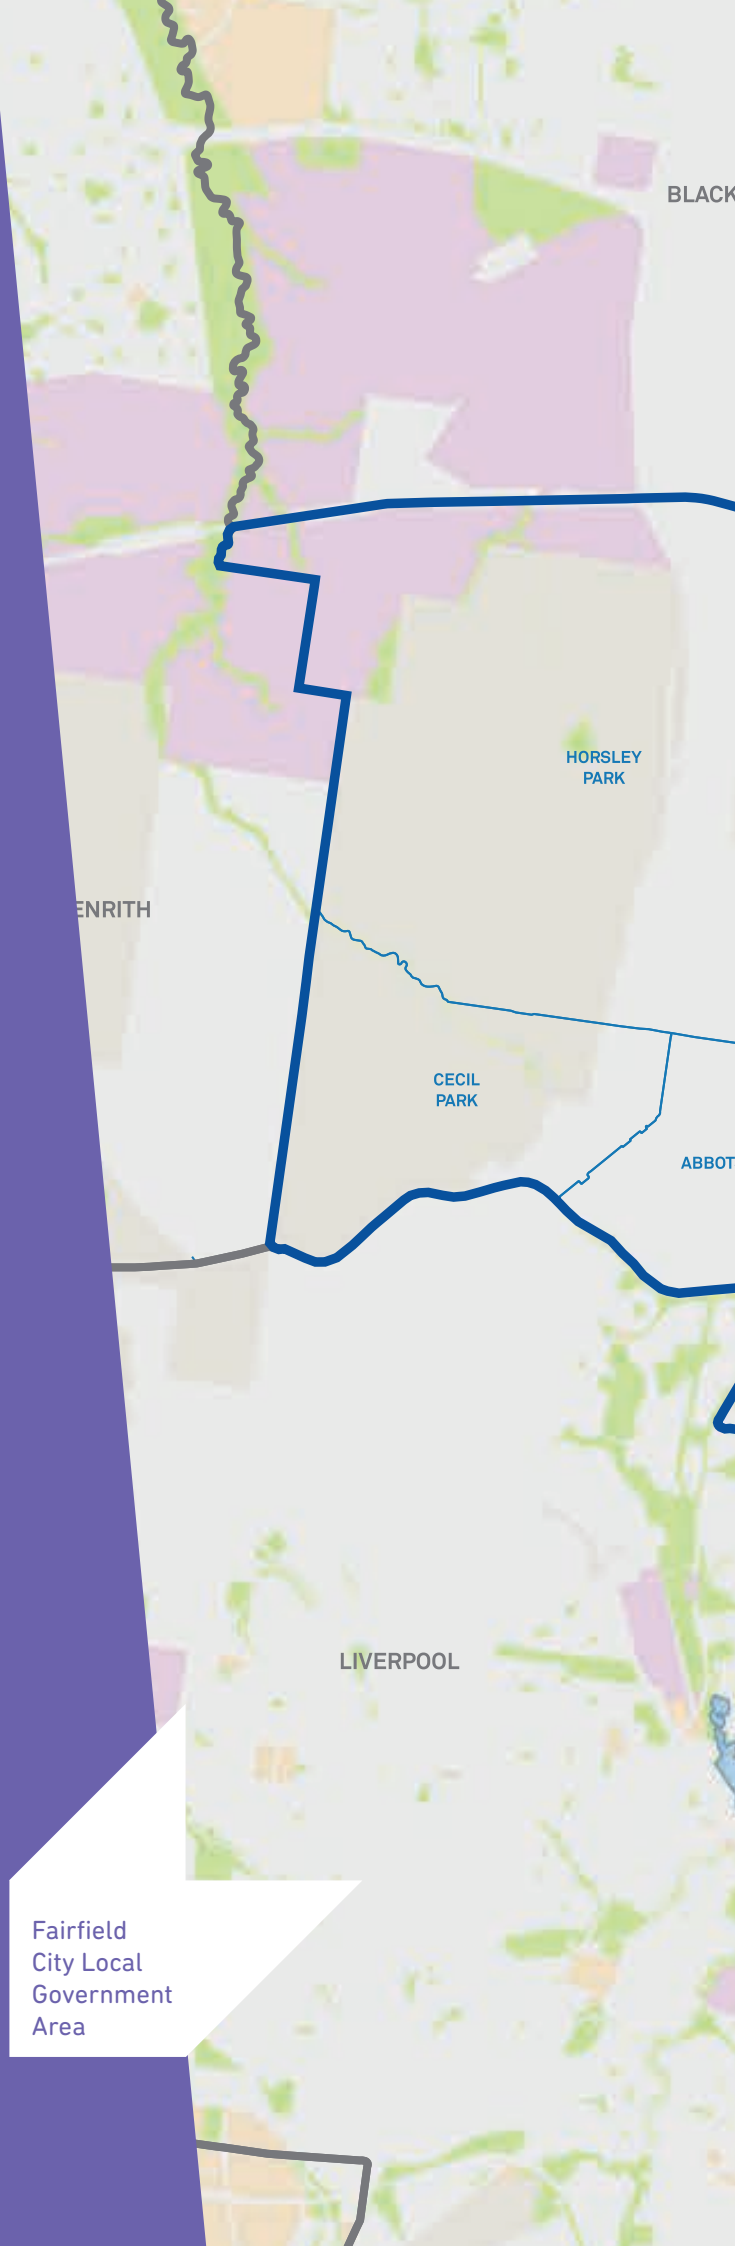 BLACK
HORSLEY
PARK
ENRITH
CECIL
PARK
ABBOT
LIVERPOOL
Fairfield
City Local
Government
Area